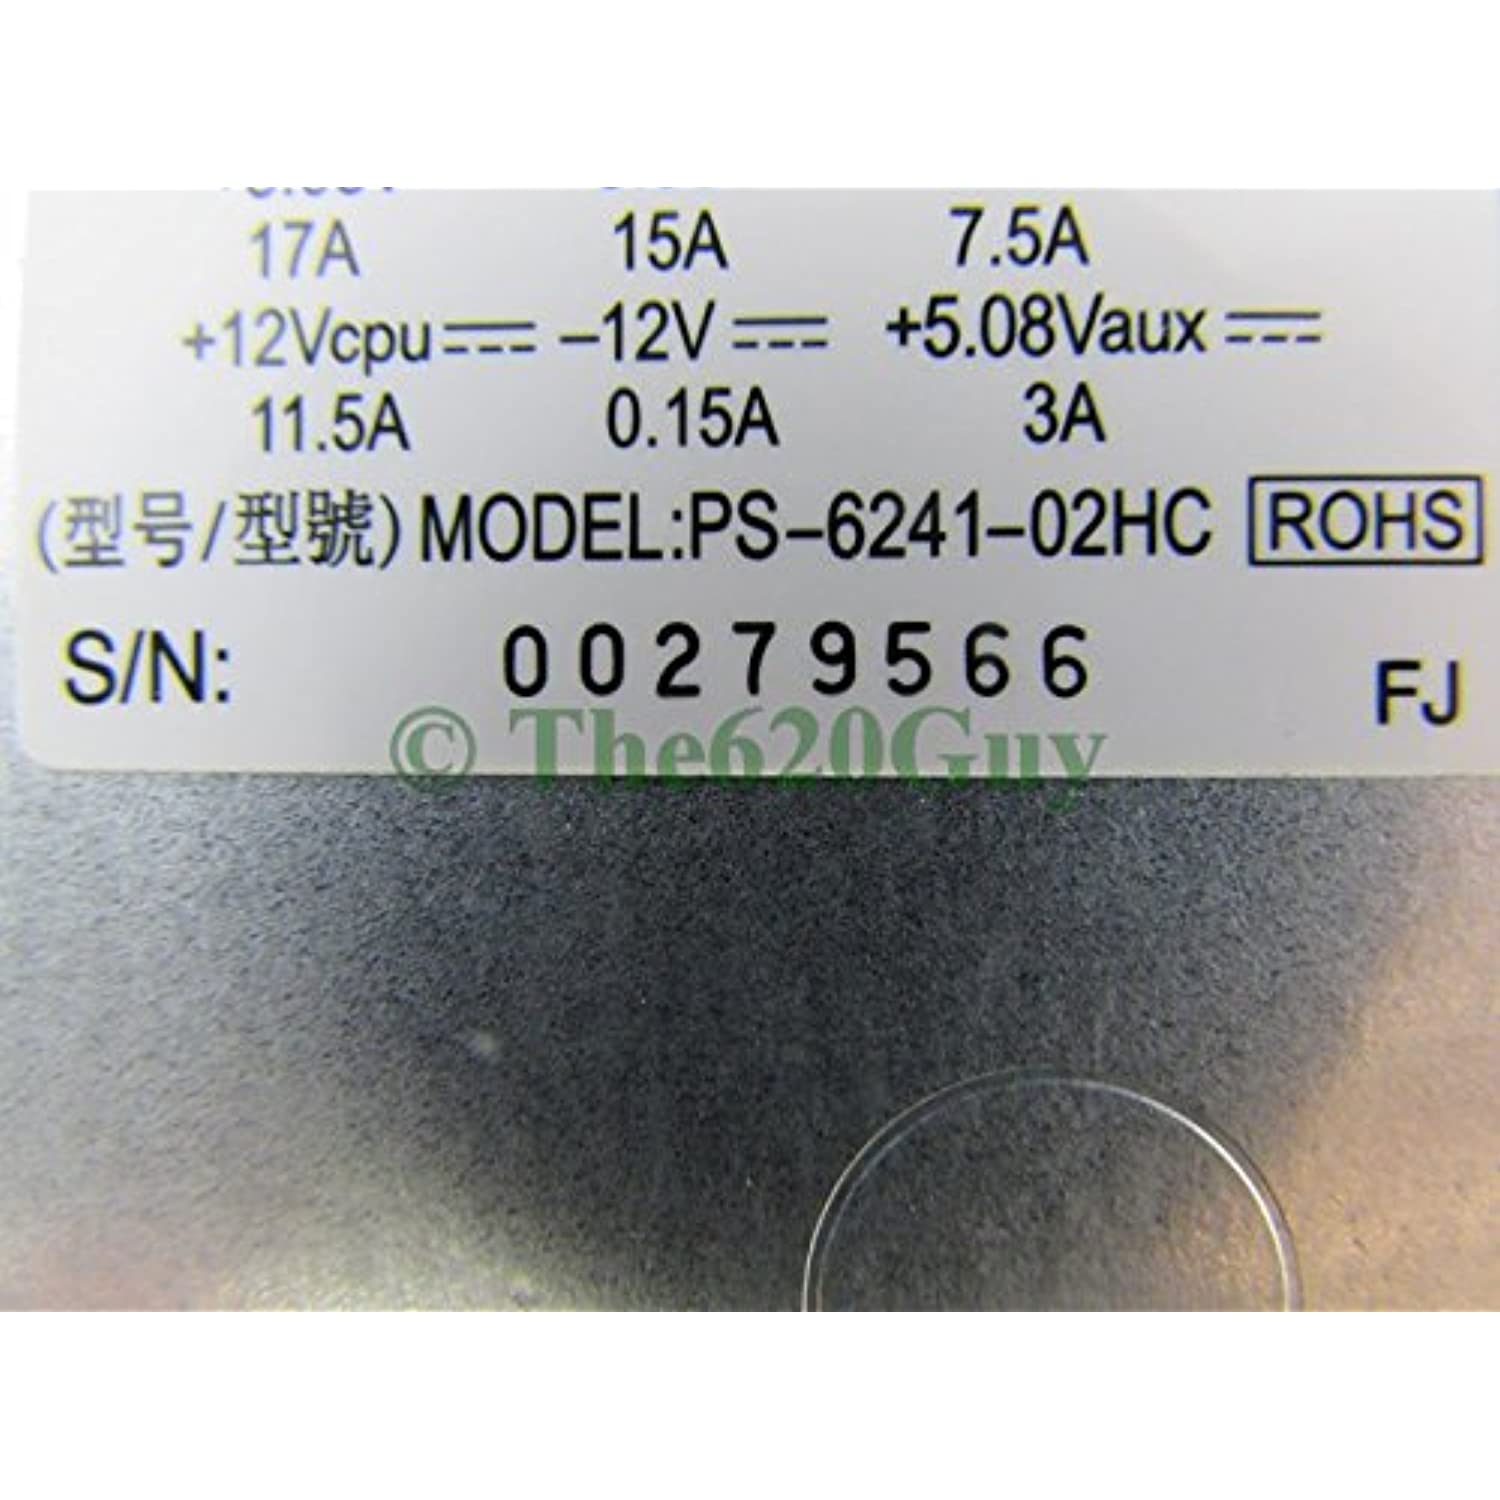 17A 15A 7.5A
+12Vcpu -12V +5.08Vaux
11.5A 0.15A 3A
(型号/型號) MODEL:PS-6241-02HC ROHS
S/N: 00279566 FJ
© The620Guy